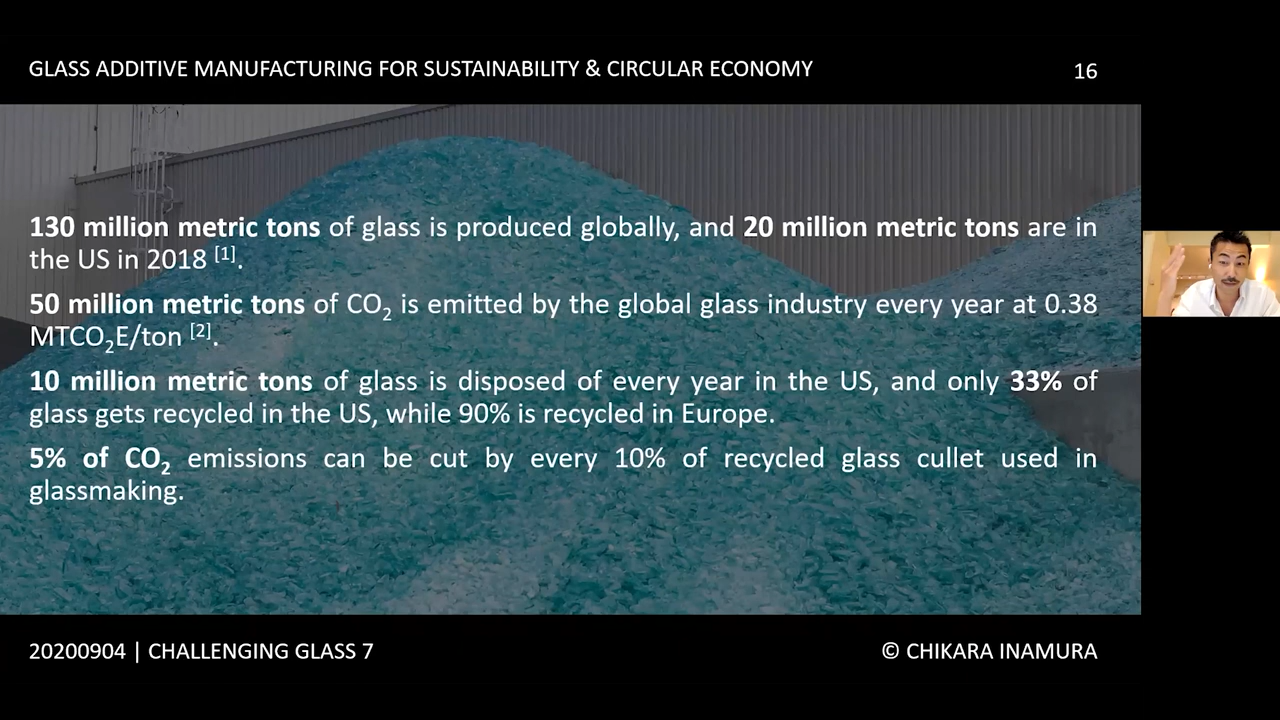 GLASS ADDITIVE MANUFACTURING FOR SUSTAINABILITY & CIRCULAR ECONOMY
16
130 million metric tons of glass is produced globally, and 20 million metric tons are in
the US in 2018 [1].
50 million metric tons of CO2 is emitted by the global glass industry every year at 0.38
MTCO2E/ton [2].
10 million metric tons of glass is disposed of every year in the US, and only 33% of
glass gets recycled in the US, while 90% is recycled in Europe.
5% of CO2 emissions can be cut by every 10% of recycled glass cullet used in
glassmaking.
20200904 | CHALLENGING GLASS 7
© CHIKARA INAMURA